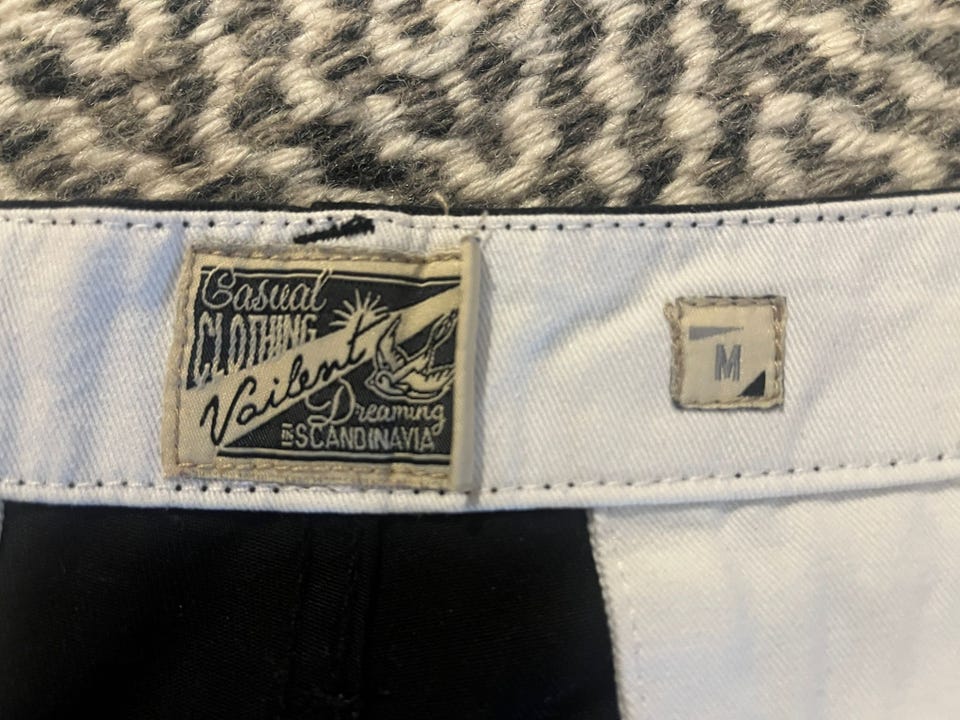 Casual
CLOTHING
Vailent
Dreaming
IN SCANDINAVIA
M